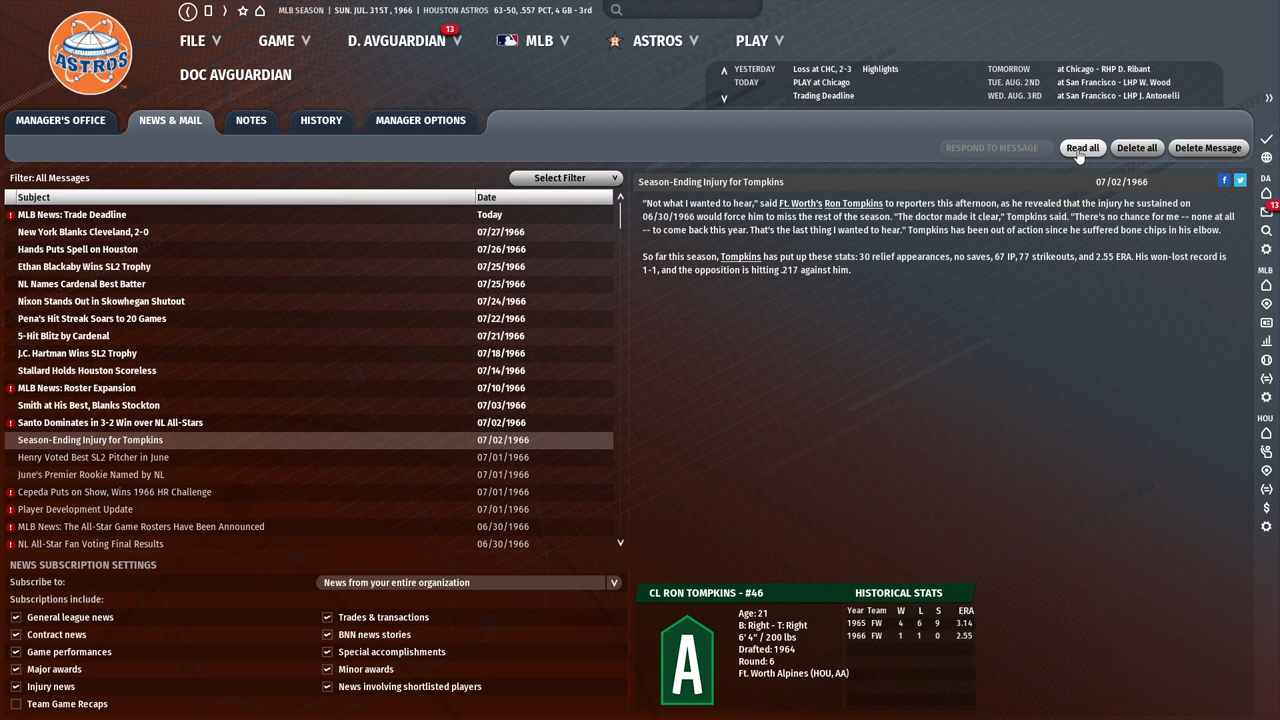 MLB SEASON | SUN. JUL. 31ST, 1966 | HOUSTON ASTROS 63-50, .557 PCT, 4 GB - 3rd
ASTROS
FILE GAME D. AVGUARDIAN 13 MLB ASTROS PLAY
DOC AVGUARDIAN
YESTERDAY Loss at CHC, 2-3 Highlights TOMORROW at Chicago - RHP D. Ribant
TODAY PLAY at Chicago TUE. AUG. 2ND at San Francisco - LHP W. Wood
Trading Deadline WED. AUG. 3RD at San Francisco - LHP J. Antonelli
MANAGER'S OFFICE NEWS & MAIL NOTES HISTORY MANAGER OPTIONS
RESPOND TO MESSAGE Read all Delete all Delete Message
Filter: All Messages Select Filter
Subject Date
MLB News: Trade Deadline Today
New York Blanks Cleveland, 2-0 07/27/1966
Hands Puts Spell on Houston 07/26/1966
Ethan Blackaby Wins SL2 Trophy 07/25/1966
NL Names Cardenal Best Batter 07/25/1966
Nixon Stands Out in Skowhegan Shutout 07/24/1966
Pena's Hit Streak Soars to 20 Games 07/22/1966
5-Hit Blitz by Cardenal 07/21/1966
J.C. Hartman Wins SL2 Trophy 07/18/1966
Stallard Holds Houston Scoreless 07/14/1966
MLB News: Roster Expansion 07/10/1966
Smith at His Best, Blanks Stockton 07/03/1966
Santo Dominates in 3-2 Win over NL All-Stars 07/02/1966
Season-Ending Injury for Tompkins 07/02/1966
Henry Voted Best SL2 Pitcher in June 07/01/1966
June's Premier Rookie Named by NL 07/01/1966
Cepeda Puts on Show, Wins 1966 HR Challenge 07/01/1966
Player Development Update 07/01/1966
MLB News: The All-Star Game Rosters Have Been Announced 06/30/1966
NL All-Star Fan Voting Final Results 06/30/1966
NEWS SUBSCRIPTION SETTINGS
Subscribe to: News from your entire organization
Subscriptions include:
General league news Trades & transactions
Contract news BNN news stories
Game performances Special accomplishments
Major awards Minor awards
Injury news News involving shortlisted players
Team Game Recaps
Season-Ending Injury for Tompkins 07/02/1966
"Not what I wanted to hear," said Ft. Worth's Ron Tompkins to reporters this afternoon, as he revealed that the injury he sustained on
06/30/1966 would force him to miss the rest of the season. "The doctor made it clear," Tompkins said. "There's no chance for me -- none at all
-- to come back this year. That's the last thing I wanted to hear." Tompkins has been out of action since he suffered bone chips in his elbow.
So far this season, Tompkins has put up these stats: 30 relief appearances, no saves, 67 IP, 77 strikeouts, and 2.55 ERA. His won-lost record is
1-1, and the opposition is hitting .217 against him.
CL RON TOMPKINS - #46 HISTORICAL STATS
A
Age: 21
B: Right - T: Right
6' 4" / 200 lbs
Drafted: 1964
Round: 6
Ft. Worth Alpines (HOU, AA)
Year Team W L S ERA
1965 FW 4 6 9 3.14
1966 FW 1 1 0 2.55
DA
13
MLB
HOU
$